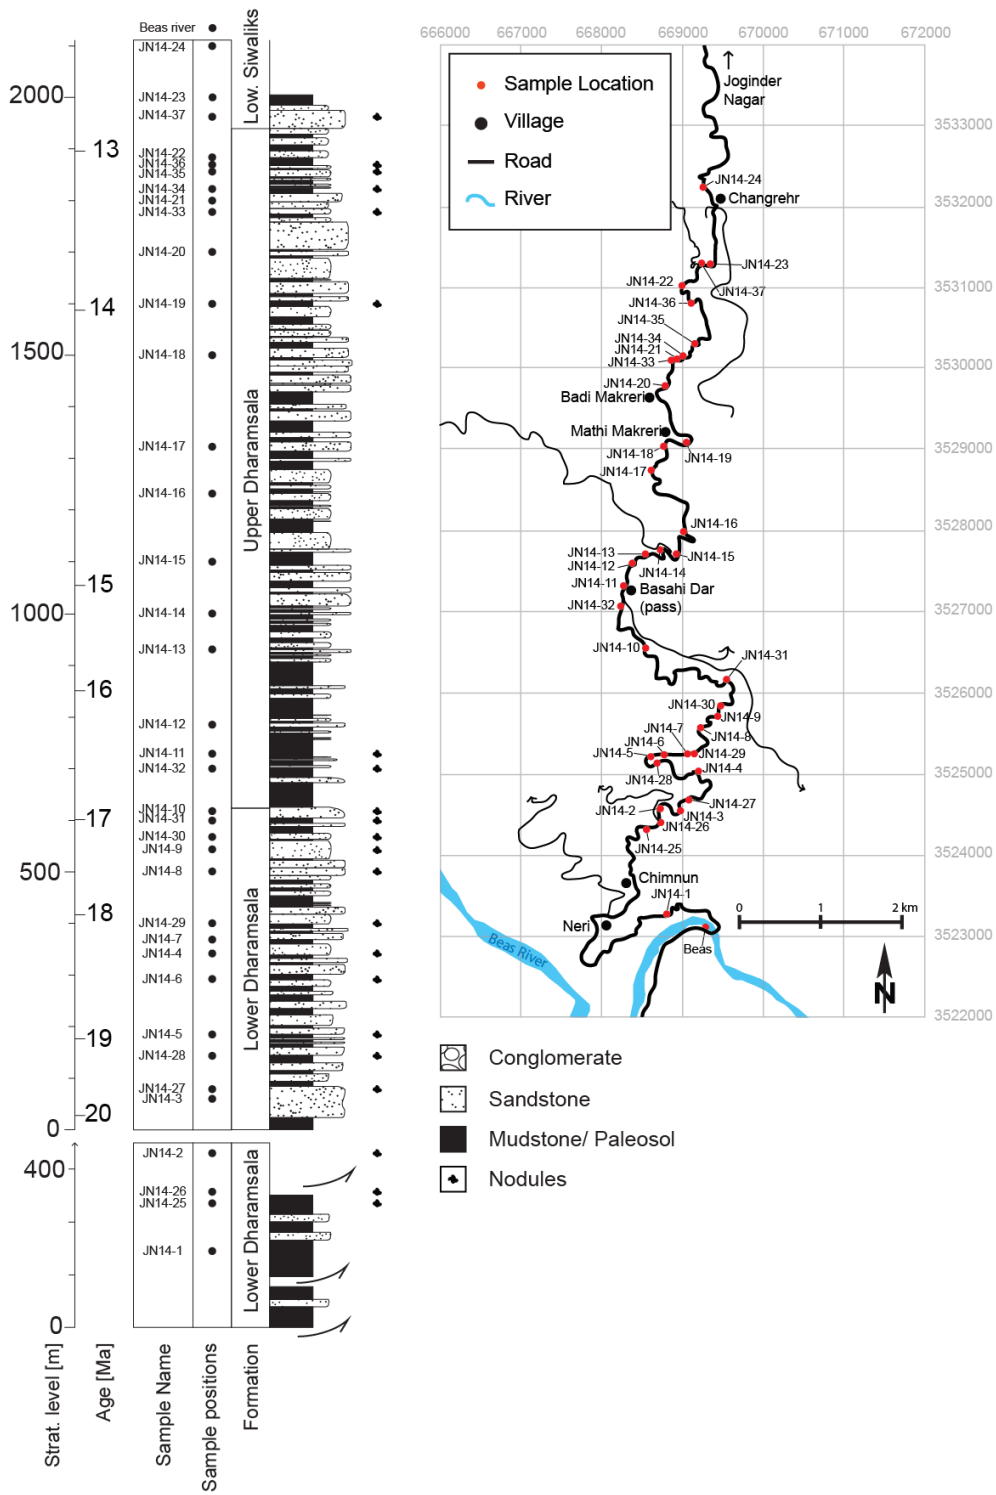 Beas river
JN14-24
JN14-23
JN14-37
JN14-22
JN14-36
JN14-35
JN14-34
JN14-21
JN14-33
JN14-20
JN14-19
JN14-18
JN14-17
JN14-16
JN14-15
JN14-14
JN14-13
JN14-12
JN14-11
JN14-32
JN14-10
JN14-31
JN14-30
JN14-9
JN14-8
JN14-29
JN14-7
JN14-4
JN14-6
JN14-5
JN14-28
JN14-27
JN14-3
JN14-2
JN14-26
JN14-25
JN14-1
2000
1500
1000
500
0
400
0
13
14
15
16
17
18
19
20
Low. Siwaliks
Upper Dharamsala
Lower Dharamsala
Lower Dharamsala
Strat. level [m]
Age [Ma]
Sample Name
Sample positions
Formation
666000
667000
668000
669000
670000
671000
672000
Sample Location
Village
Road
River
Joginder
Nagar
3533000
JN14-24
Changrehr
3532000
JN14-23
JN14-22
JN14-37
3531000
JN14-36
JN14-35
JN14-34
JN14-21
JN14-33
3530000
JN14-20
Badi Makreri
Mathi Makreri
JN14-18
JN14-19
3529000
JN14-17
JN14-16
3528000
JN14-13
JN14-15
JN14-12
JN14-14
JN14-11
Basahi Dar
(pass)
JN14-32
3527000
JN14-10
JN14-31
3526000
JN14-30
JN14-9
JN14-7
JN14-8
JN14-6
JN14-5
JN14-29
JN14-4
JN14-28
3525000
JN14-27
JN14-2
JN14-3
JN14-26
JN14-25
3524000
Chimnun
JN14-1
0
1
2 km
Neri
Beas River
Beas
3523000
N
3522000
Conglomerate
Sandstone
Mudstone/ Paleosol
Nodules